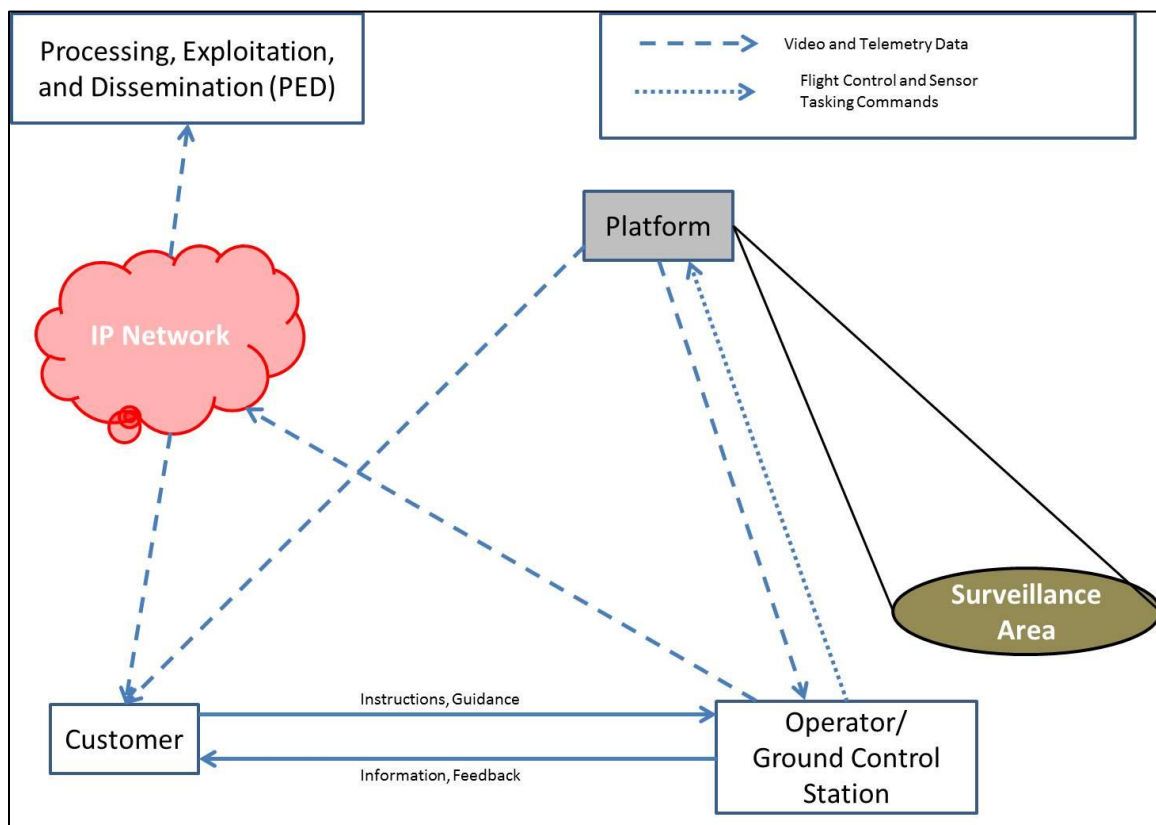 Processing, Exploitation,
and Dissemination (PED)
Video and Telemetry Data
Flight Control and Sensor
Tasking Commands
Platform
IP Network
Surveillance
Area
Instructions, Guidance
Customer
Operator/
Ground Control
Station
Information, Feedback